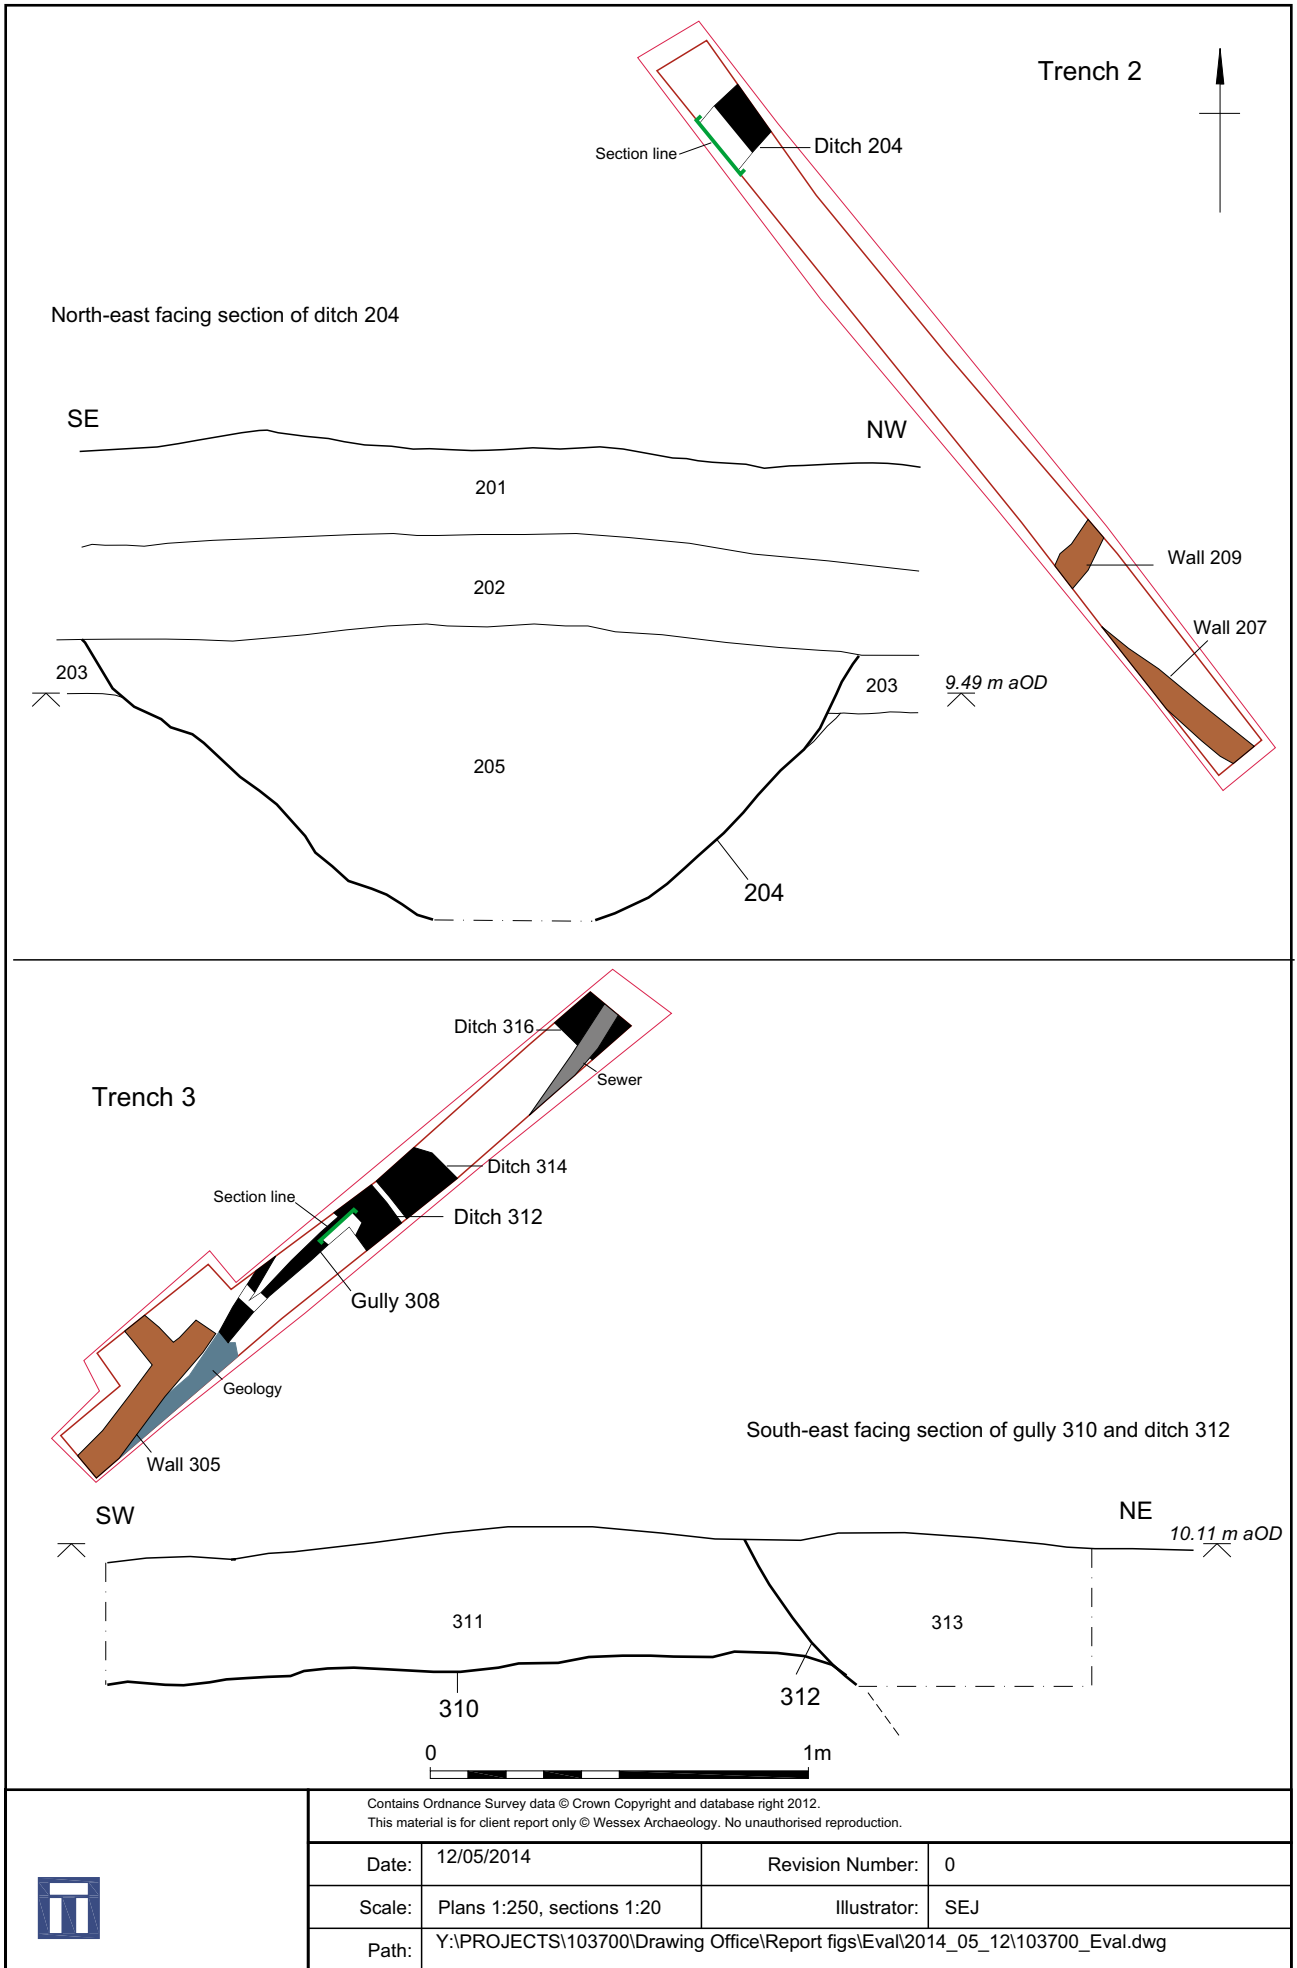 Trench 2
Section line
Ditch 204
North-east facing section of ditch 204
SE
NW
201
202
Wall 209
Wall 207
203
203
9.49 m aOD
205
204
Ditch 316
Sewer
Trench 3
Ditch 314
Section line
Ditch 312
Gully 308
Geology
Wall 305
South-east facing section of gully 310 and ditch 312
SW
NE
10.11 m aOD
311
313
310
312
0 1m
Contains Ordnance Survey data © Crown Copyright and database right 2012.
This material is for client report only © Wessex Archaeology. No unauthorised reproduction.
Date: 12/05/2014 Revision Number: 0
Scale: Plans 1:250, sections 1:20 Illustrator: SEJ
Path: Y:\PROJECTS\103700\Drawing Office\Report figs\Eval\2014_05_12\103700_Eval.dwg